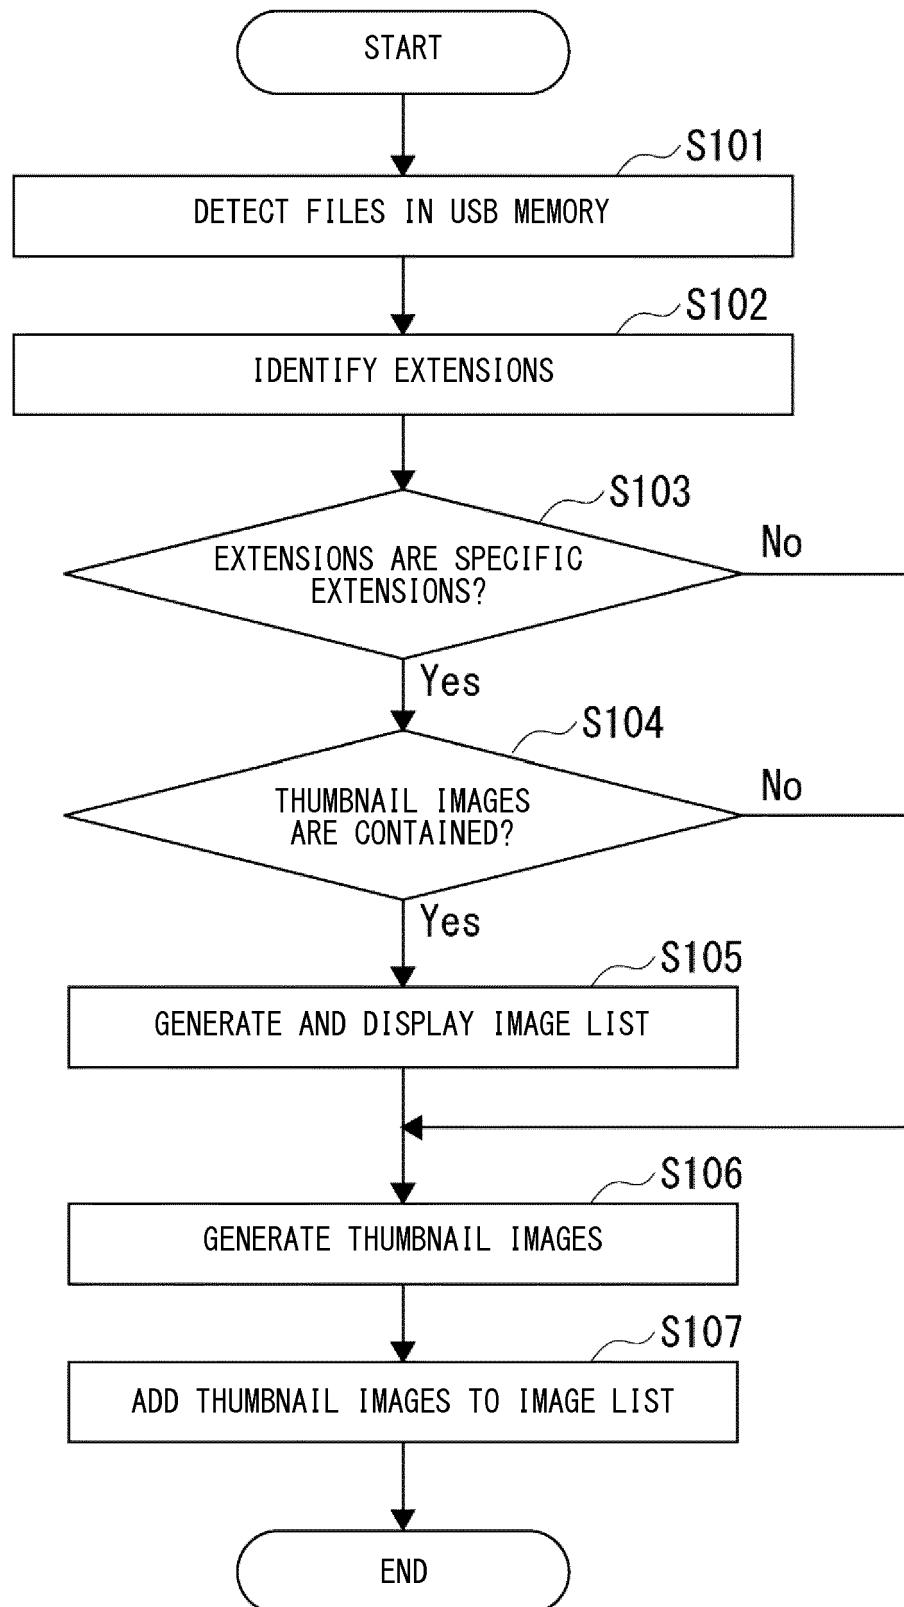 START
S101
DETECT FILES IN USB MEMORY
S102
IDENTIFY EXTENSIONS
S103
EXTENSIONS ARE SPECIFIC
EXTENSIONS?
No
Yes
S104
THUMBNAIL IMAGES
ARE CONTAINED?
No
Yes
S105
GENERATE AND DISPLAY IMAGE LIST
S106
GENERATE THUMBNAIL IMAGES
S107
ADD THUMBNAIL IMAGES TO IMAGE LIST
END